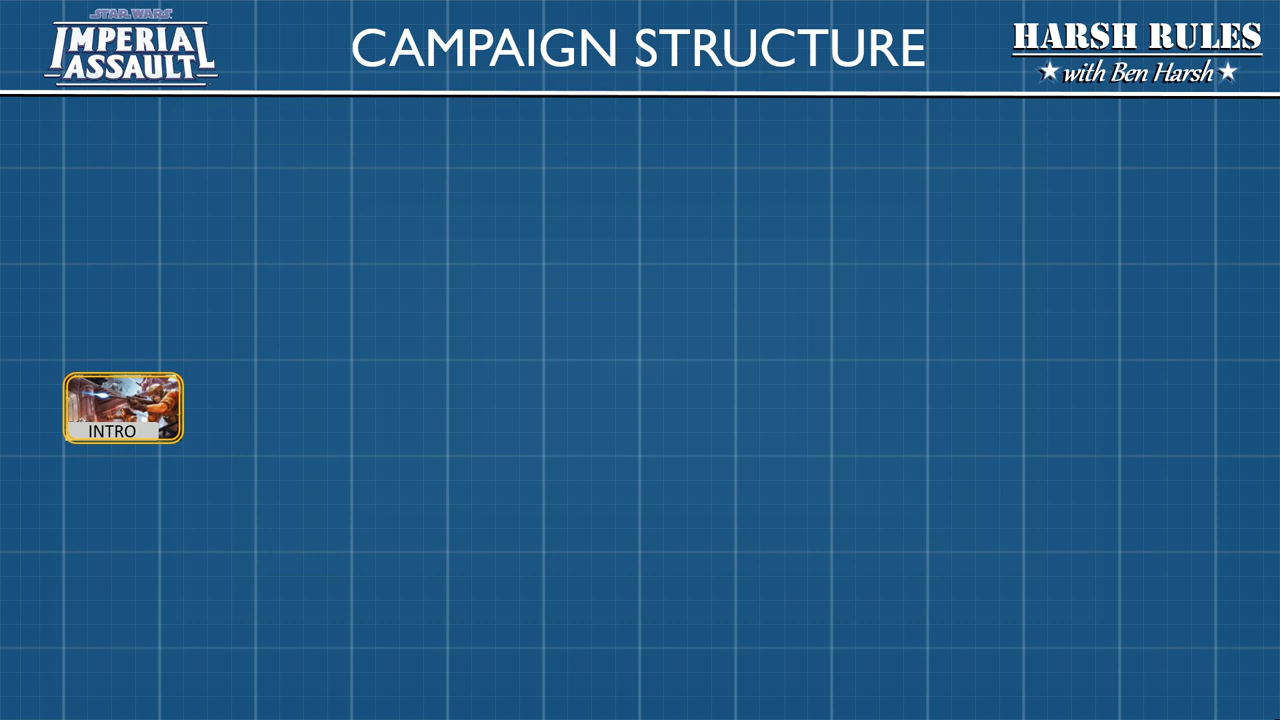 STAR WARS
IMPERIAL
ASSAULT
CAMPAIGN STRUCTURE
HARSH RULES
with Ben Harsh
INTRO